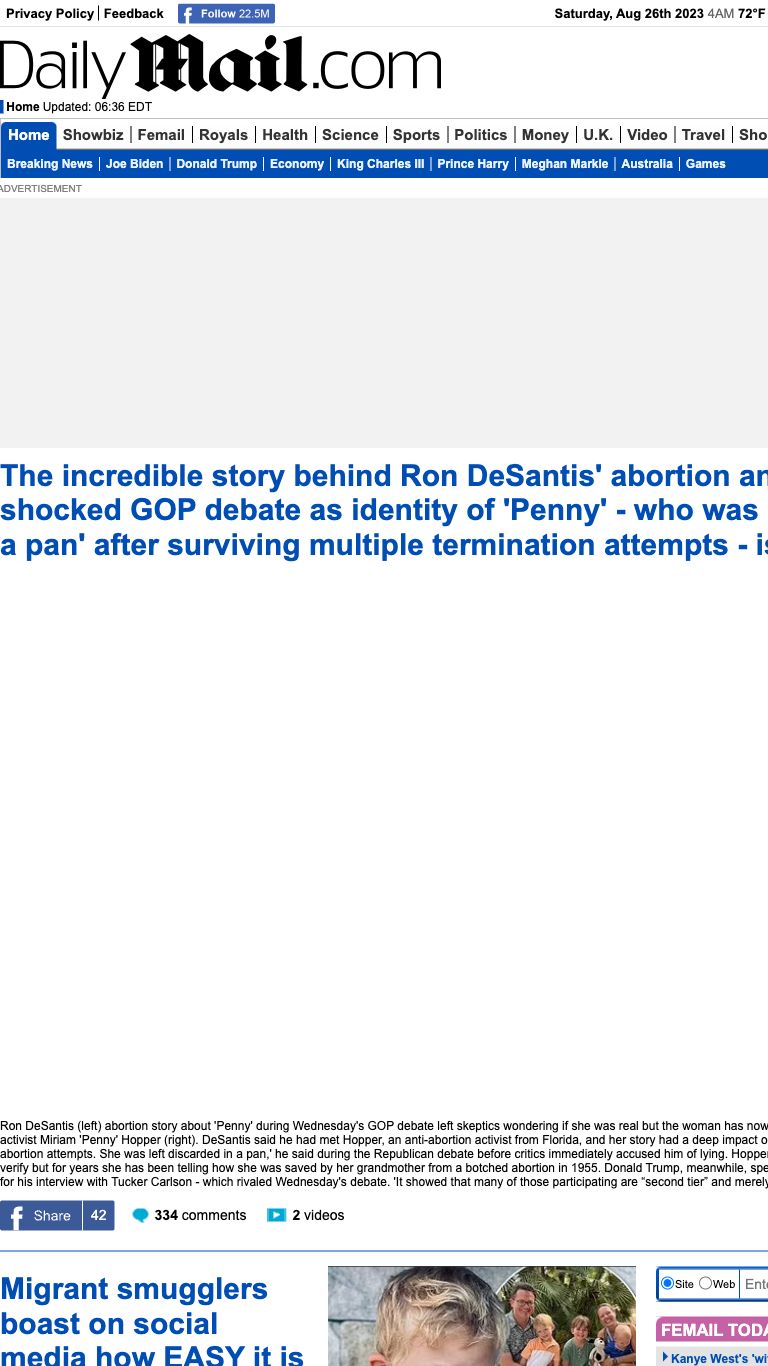 Privacy Policy Feedback Follow 22.5M Saturday, Aug 26th 2023 4AM 72°F
Daily Mail.com
Home Updated: 06:36 EDT
Home Showbiz Femail Royals Health Science Sports Politics Money U.K. Video Travel Sho
Breaking News Joe Biden Donald Trump Economy King Charles III Prince Harry Meghan Markle Australia Games
ADVERTISEMENT
The incredible story behind Ron DeSantis' abortion an
shocked GOP debate as identity of 'Penny' - who was
a pan' after surviving multiple termination attempts - is
Ron DeSantis (left) abortion story about 'Penny' during Wednesday's GOP debate left skeptics wondering if she was real but the woman has now
activist Miriam 'Penny' Hopper (right). DeSantis said he had met Hopper, an anti-abortion activist from Florida, and her story had a deep impact o
abortion attempts. She was left discarded in a pan,' he said during the Republican debate before critics immediately accused him of lying. Hopper
verify but for years she has been telling how she was saved by her grandmother from a botched abortion in 1955. Donald Trump, meanwhile, spe
for his interview with Tucker Carlson - which rivaled Wednesday's debate. 'It showed that many of those participating are "second tier" and merely
Share 42 334 comments 2 videos
Migrant smugglers
boast on social
media how EASY it is
Site Web Ente
FEMAIL TODA
Kanye West's 'wi